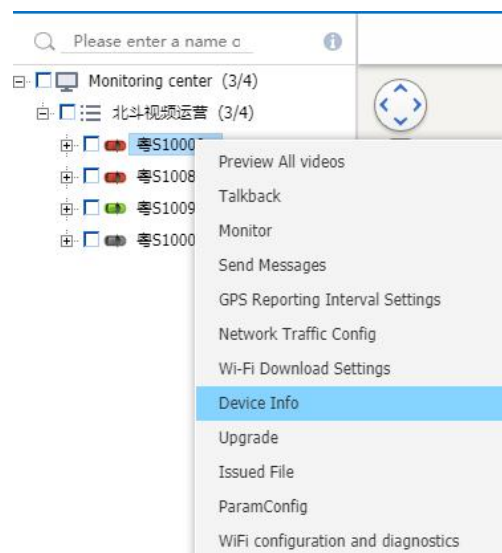 Please enter a name o
Monitoring center (3/4)
北斗视频运营 (3/4)
粤S1000
粤S1008
粤S1009
粤S1000
Preview All videos
Talkback
Monitor
Send Messages
GPS Reporting Interval Settings
Network Traffic Config
Wi-Fi Download Settings
Device Info
Upgrade
Issued File
ParamConfig
WiFi configuration and diagnostics